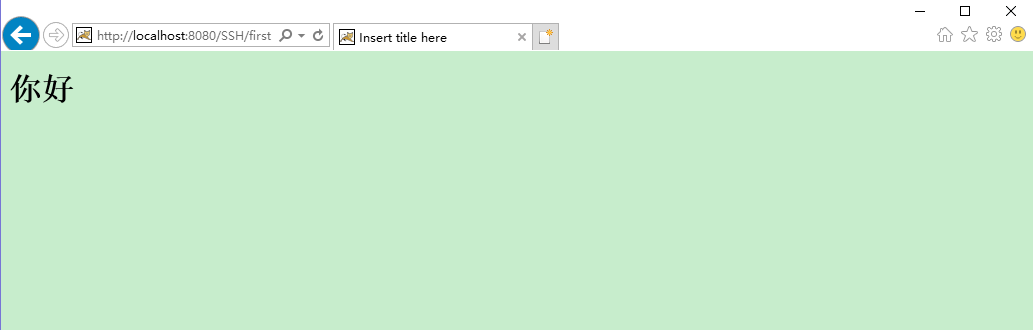 http://localhost:8080/SSH/first
Insert title here
你好